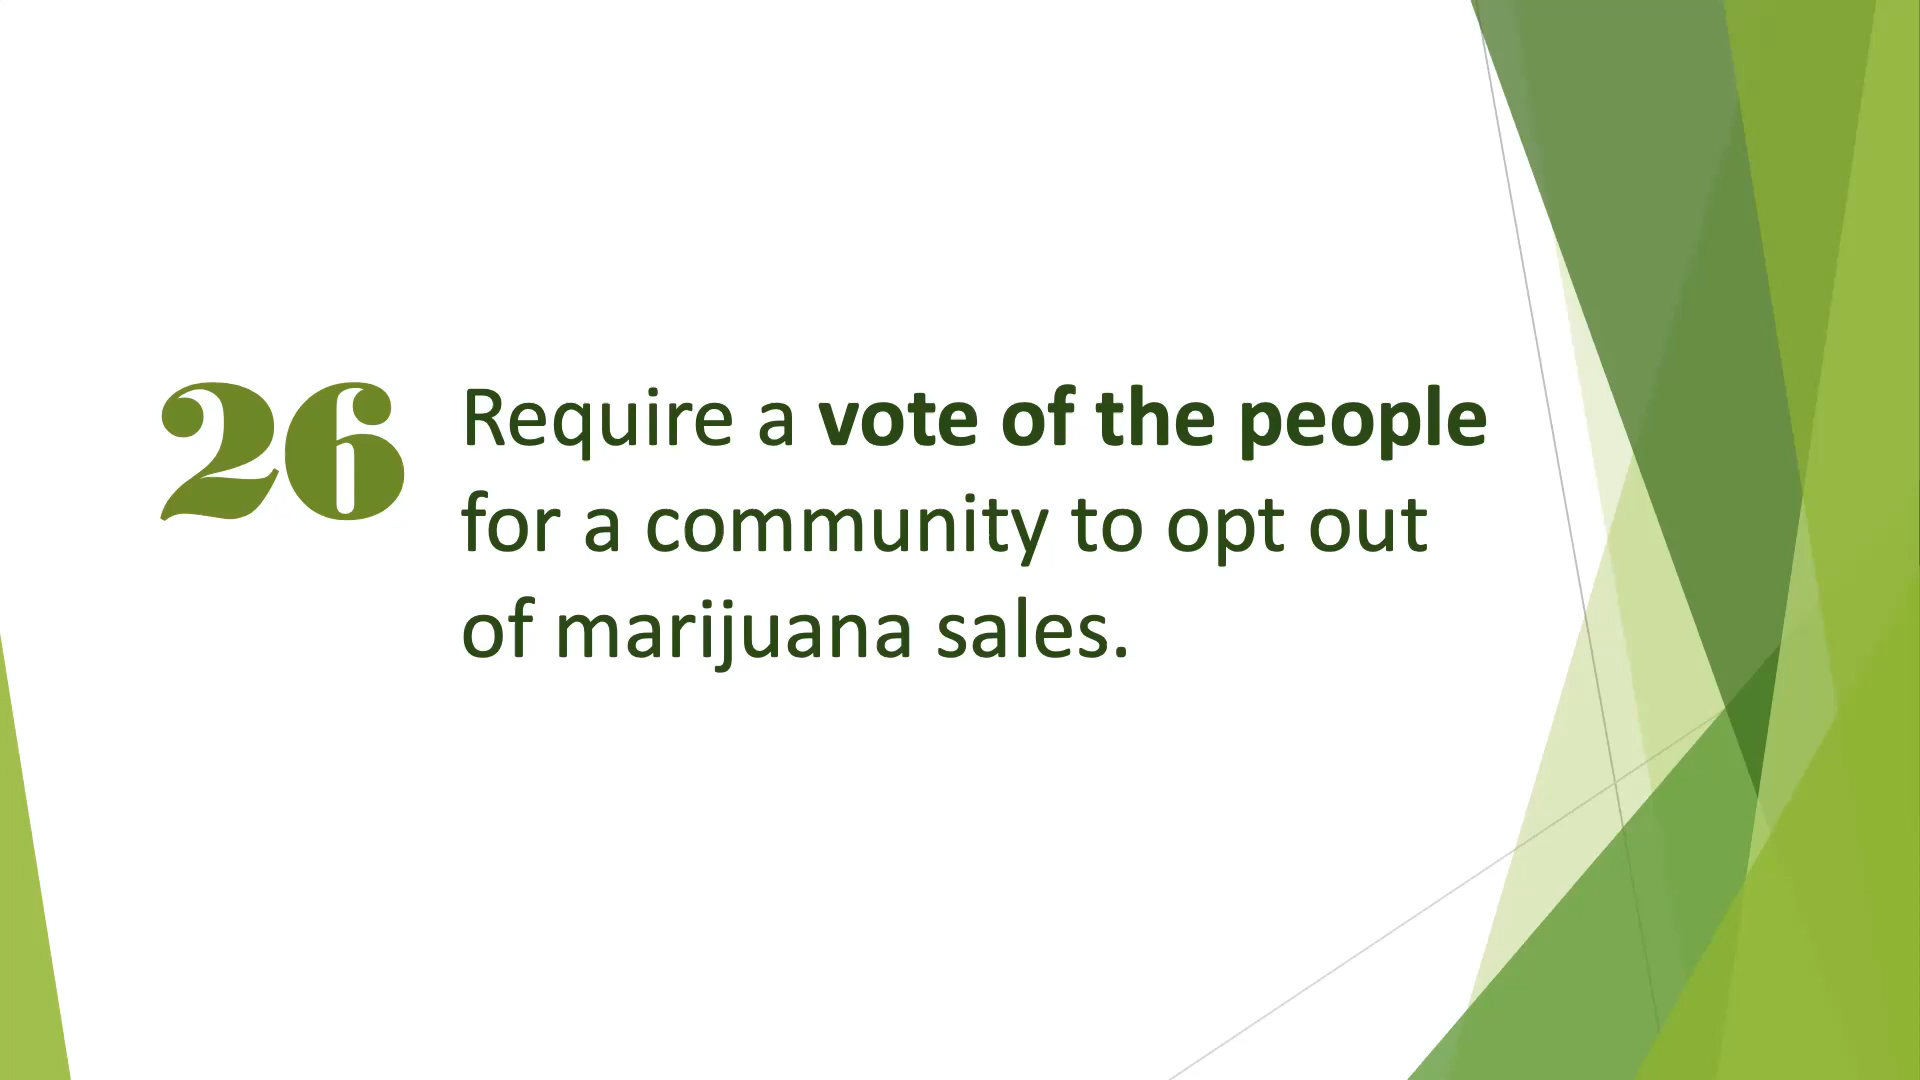 26
Require a vote of the people
for a community to opt out
of marijuana sales.